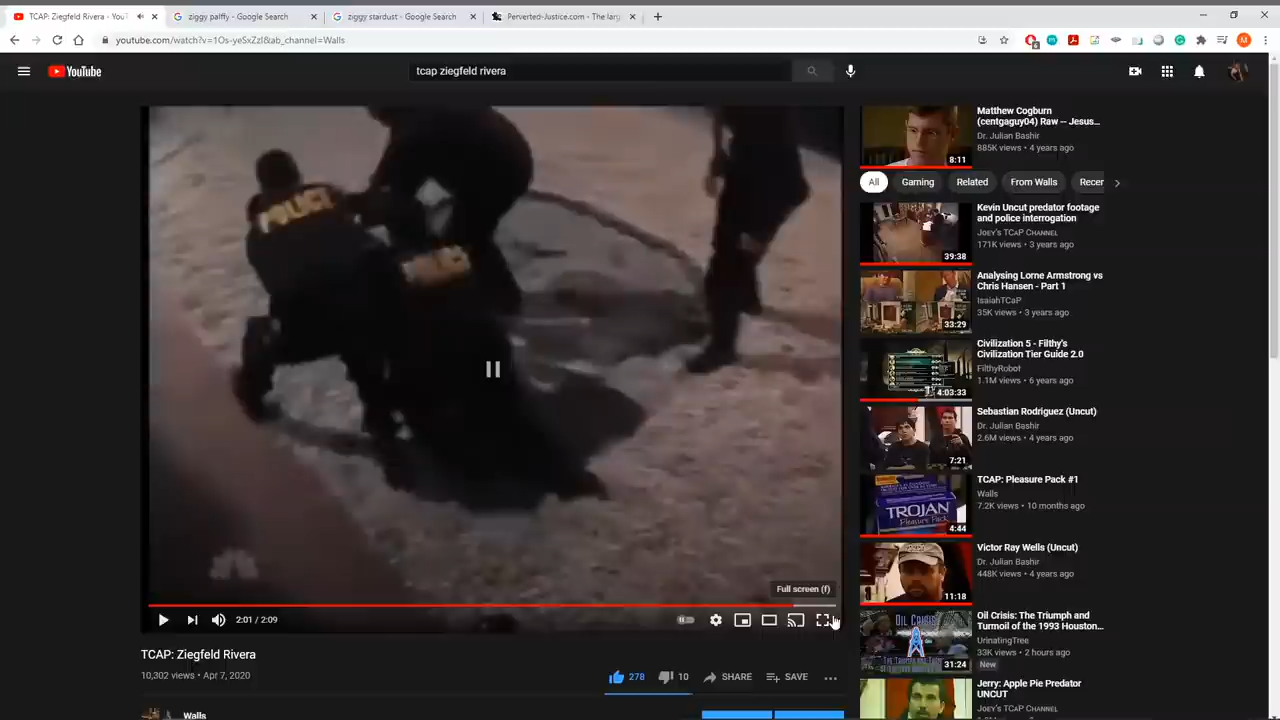 TCAP: Ziegfeld Rivera - YouT
ziggy palffy - Google Search
ziggy stardust - Google Search
Perverted-Justice.com - The larg
youtube.com/watch?v=1Os-yeSxZzI&ab_channel=Walls
YouTube
tcap ziegfeld rivera
POLICE
Full screen (f)
2:01 / 2:09
TCAP: Ziegfeld Rivera
10,302 views • Apr 7, 2020
278
10
SHARE
SAVE
Walls
Matthew Cogburn
(centgaguy04) Raw -- Jesus...
Dr. Julian Bashir
885K views • 4 years ago
8:11
All
Gaming
Related
From Walls
Recer
Kevin Uncut predator footage
and police interrogation
Joey's TCaP Channel
171K views • 3 years ago
39:38
Analysing Lorne Armstrong vs
Chris Hansen - Part 1
IsaiahTCaP
35K views • 3 years ago
33:29
Civilization 5 - Filthy's
Civilization Tier Guide 2.0
FilthyRobot
1.1M views • 6 years ago
4:03:33
Sebastian Rodriguez (Uncut)
Dr. Julian Bashir
2.6M views • 4 years ago
7:21
TCAP: Pleasure Pack #1
Walls
7.2K views • 10 months ago
TROJAN
Pleasure Pack
4:44
Victor Ray Wells (Uncut)
Dr. Julian Bashir
448K views • 4 years ago
11:18
Oil Crisis: The Triumph and
Turmoil of the 1993 Houston...
UrinatingTree
33K views • 2 hours ago
New
OIL CRISIS
31:24
Jerry: Apple Pie Predator
UNCUT
Joey's TCaP Channel